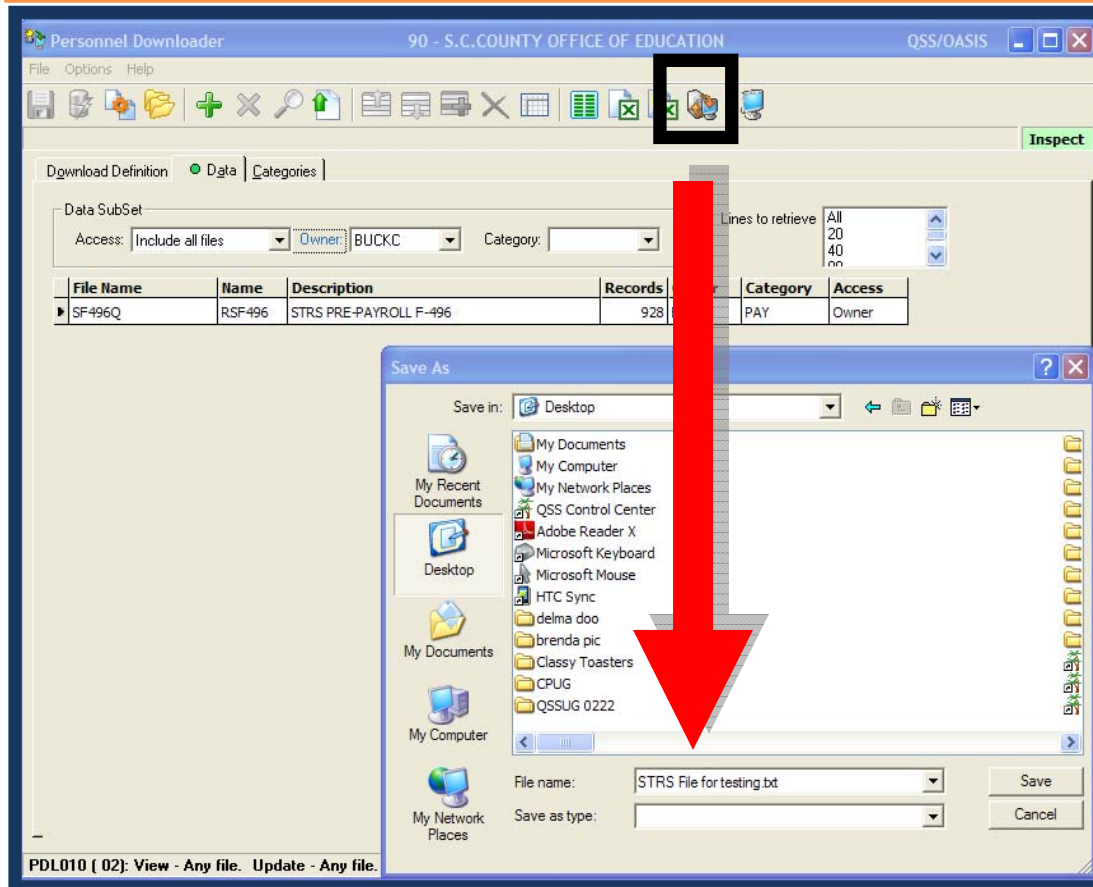 Personnel Downloader 90 - S.C.COUNTY OFFICE OF EDUCATION QSS/OASIS
File Options Help
Inspect
Download Definition Data Categories
Data SubSet
Access: Include all files Owner: BUCKC Category:
Lines to retrieve All
20
40
File Name Name Description Records Category Access
SF496Q RSF496 STRS PRE-PAYROLL F-496 928 PAY Owner
Save As
Save in: Desktop
My Recent Documents
Desktop
My Documents
My Computer
My Network Places
My Documents
My Computer
My Network Places
QSS Control Center
Adobe Reader X
Microsoft Keyboard
Microsoft Mouse
HTC Sync
delma doo
brenda pic
Classy Toasters
CPUG
QSSUG 0222
File name: STRS File for testing.txt Save
Save as type: Cancel
PDL010 ( 02): View - Any file. Update - Any file.